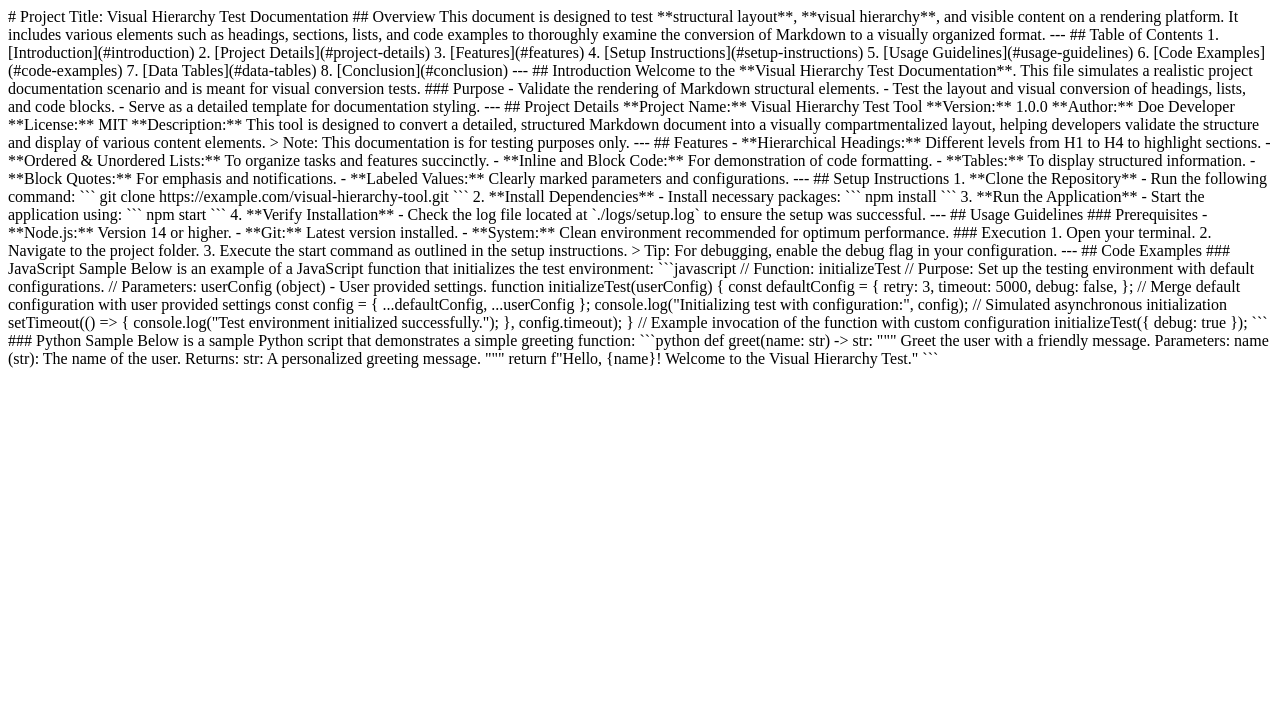 # Project Title: Visual Hierarchy Test Documentation ## Overview This document is designed to test **structural layout**, **visual hierarchy**, and visible content on a rendering platform. It
includes various elements such as headings, sections, lists, and code examples to thoroughly examine the conversion of Markdown to a visually organized format. --- ## Table of Contents 1.
[Introduction](#introduction) 2. [Project Details](#project-details) 3. [Features](#features) 4. [Setup Instructions](#setup-instructions) 5. [Usage Guidelines](#usage-guidelines) 6. [Code Examples]
(#code-examples) 7. [Data Tables](#data-tables) 8. [Conclusion](#conclusion) --- ## Introduction Welcome to the **Visual Hierarchy Test Documentation**. This file simulates a realistic project
documentation scenario and is meant for visual conversion tests. ### Purpose - Validate the rendering of Markdown structural elements. - Test the layout and visual conversion of headings, lists,
and code blocks. - Serve as a detailed template for documentation styling. --- ## Project Details **Project Name:** Visual Hierarchy Test Tool **Version:** 1.0.0 **Author:** Doe Developer
**License:** MIT **Description:** This tool is designed to convert a detailed, structured Markdown document into a visually compartmentalized layout, helping developers validate the structure
and display of various content elements. > Note: This documentation is for testing purposes only. --- ## Features - **Hierarchical Headings:** Different levels from H1 to H4 to highlight sections. -
**Ordered & Unordered Lists:** To organize tasks and features succinctly. - **Inline and Block Code:** For demonstration of code formatting. - **Tables:** To display structured information. -
**Block Quotes:** For emphasis and notifications. - **Labeled Values:** Clearly marked parameters and configurations. --- ## Setup Instructions 1. **Clone the Repository** - Run the following
command: ``` git clone https://example.com/visual-hierarchy-tool.git ``` 2. **Install Dependencies** - Install necessary packages: ``` npm install ``` 3. **Run the Application** - Start the
application using: ``` npm start ``` 4. **Verify Installation** - Check the log file located at `./logs/setup.log` to ensure the setup was successful. --- ## Usage Guidelines ### Prerequisites -
**Node.js:** Version 14 or higher. - **Git:** Latest version installed. - **System:** Clean environment recommended for optimum performance. ### Execution 1. Open your terminal. 2.
Navigate to the project folder. 3. Execute the start command as outlined in the setup instructions. > Tip: For debugging, enable the debug flag in your configuration. --- ## Code Examples ###
JavaScript Sample Below is an example of a JavaScript function that initializes the test environment: ```javascript // Function: initializeTest // Purpose: Set up the testing environment with default
configurations. // Parameters: userConfig (object) - User provided settings. function initializeTest(userConfig) { const defaultConfig = { retry: 3, timeout: 5000, debug: false, }; // Merge default
configuration with user provided settings const config = { ...defaultConfig, ...userConfig }; console.log("Initializing test with configuration:", config); // Simulated asynchronous initialization
setTimeout(() => { console.log("Test environment initialized successfully."); }, config.timeout); } // Example invocation of the function with custom configuration initializeTest({ debug: true }); ```
### Python Sample Below is a sample Python script that demonstrates a simple greeting function: ```python def greet(name: str) -> str: """ Greet the user with a friendly message. Parameters: name
(str): The name of the user. Returns: str: A personalized greeting message. """ return f"Hello, {name}! Welcome to the Visual Hierarchy Test." ```